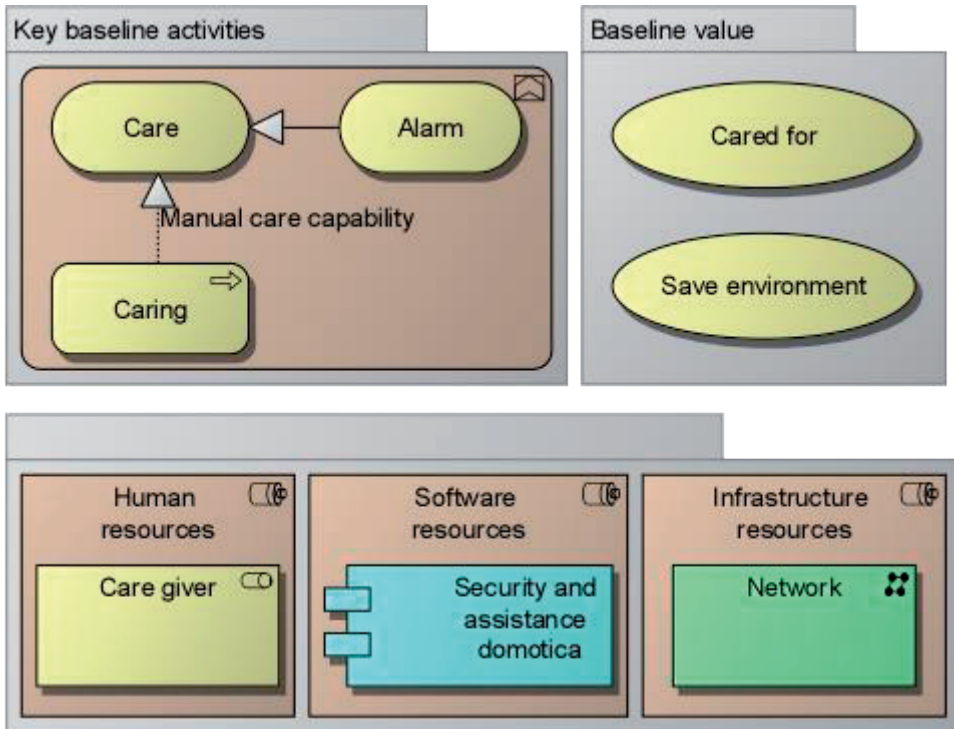 Key baseline activities
Care
Alarm
Manual care capability
Caring
Baseline value
Cared for
Save environment
Human
resources
Care giver
Software
resources
Security and
assistance
domotica
Infrastructure
resources
Network